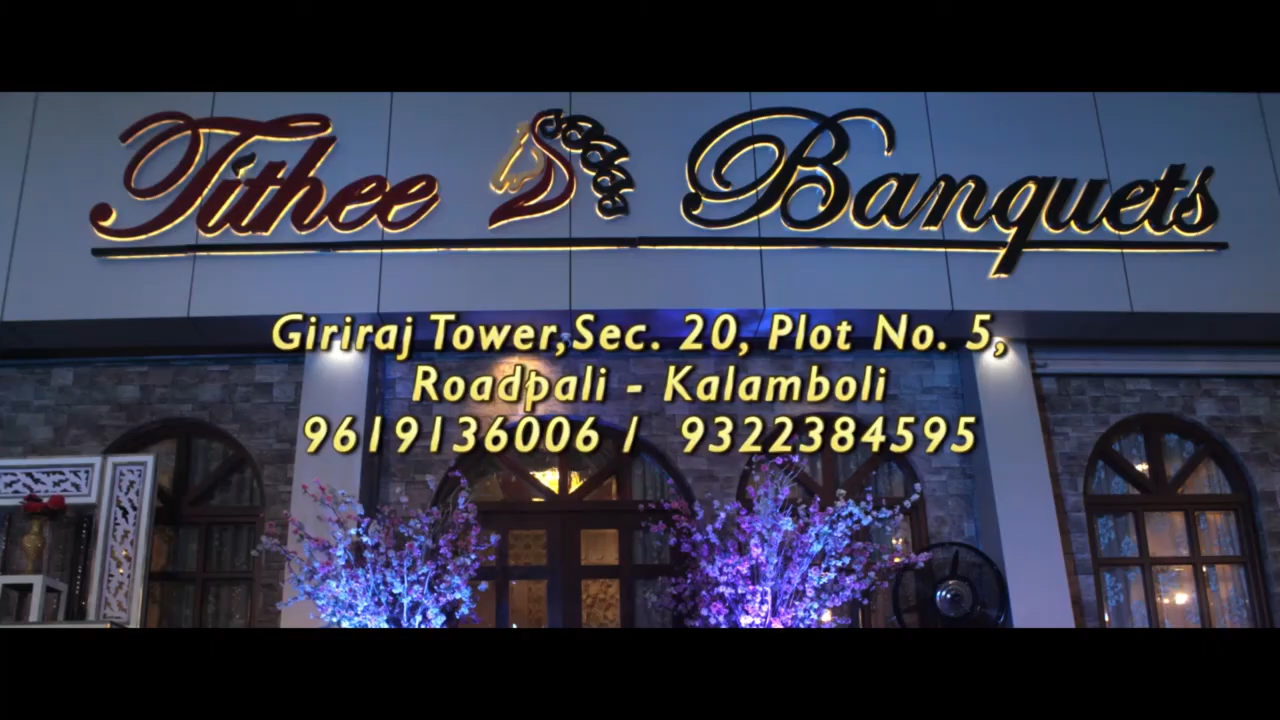 Tithee Banquets
Giriraj Tower,Sec. 20, Plot No. 5,
Roadpali - Kalamboli
9619136006 / 9322384595